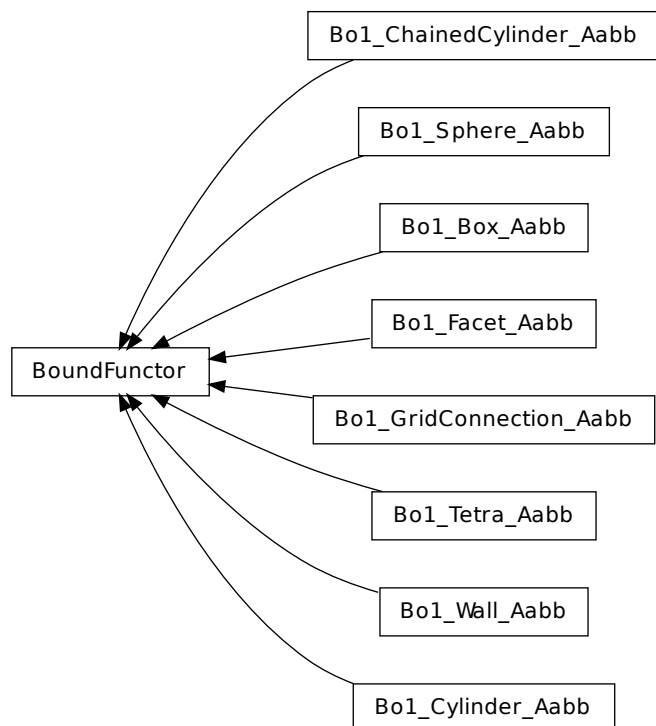 Bo1_ChainedCylinder_Aabb
Bo1_Sphere_Aabb
Bo1_Box_Aabb
Bo1_Facet_Aabb
BoundFunctor
Bo1_GridConnection_Aabb
Bo1_Tetra_Aabb
Bo1_Wall_Aabb
Bo1_Cylinder_Aabb